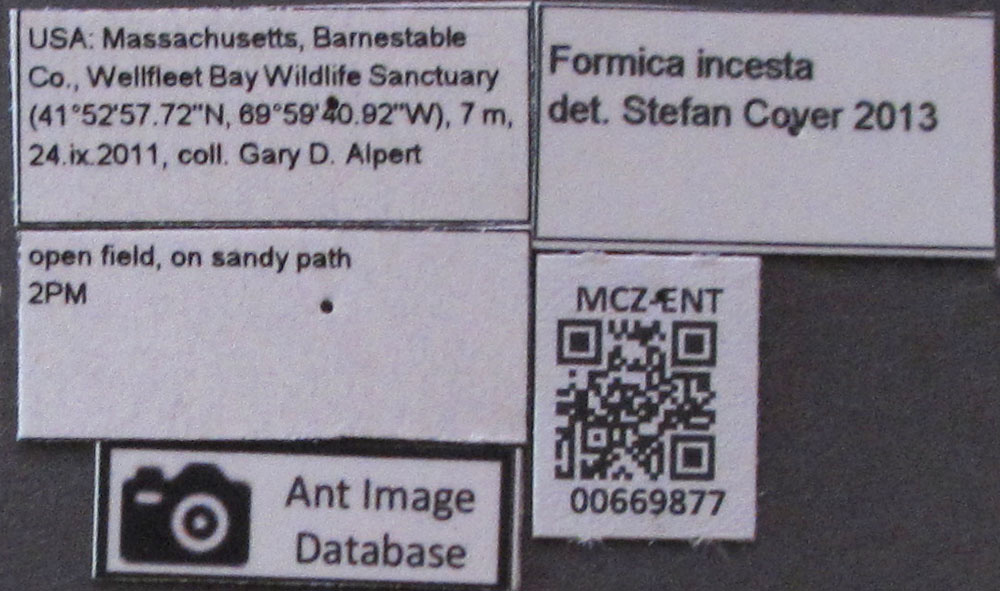 USA: Massachusetts, Barnestable
Co., Wellfleet Bay Wildlife Sanctuary
(41°52'57.72"N, 69°59'40.92"W), 7 m,
24.ix.2011, coll. Gary D. Alpert
Formica incesta
det. Stefan Coyer 2013
open field, on sandy path
2PM
MCZ-ENT
00669877
Ant Image
Database